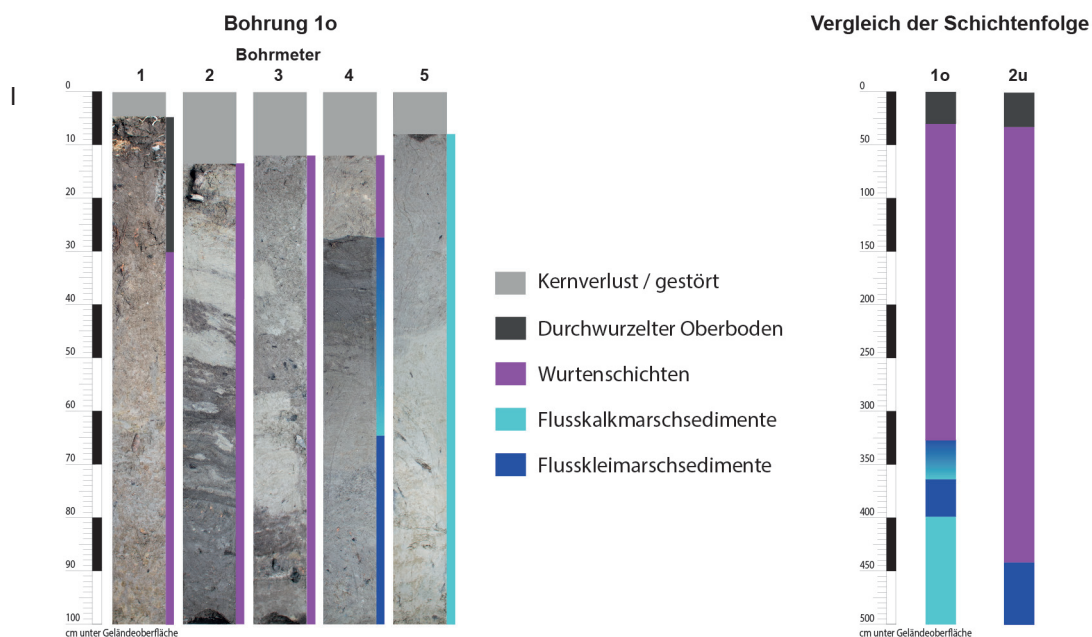 Bohrung 1o
Bohrmeter
1 2 3 4 5
0
10
20
30
40
50
60
70
80
90
100
cm unter Geländeoberfläche
Kernverlust / gestört
Durchwurzelter Oberboden
Wurtenschichten
Flusskalkmarschsedimente
Flusskleimarschsedimente
Vergleich der Schichtenfolge
1o 2u
0
50
100
150
200
250
300
350
400
450
500
cm unter Geländeoberfläche